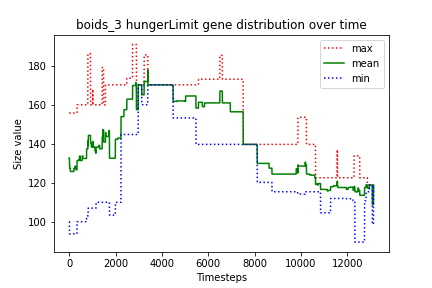 boids_3 hungerLimit gene distribution over time
max
mean
min
Size value
180
160
140
120
100
0
2000
4000
6000
8000
10000
12000
Timesteps